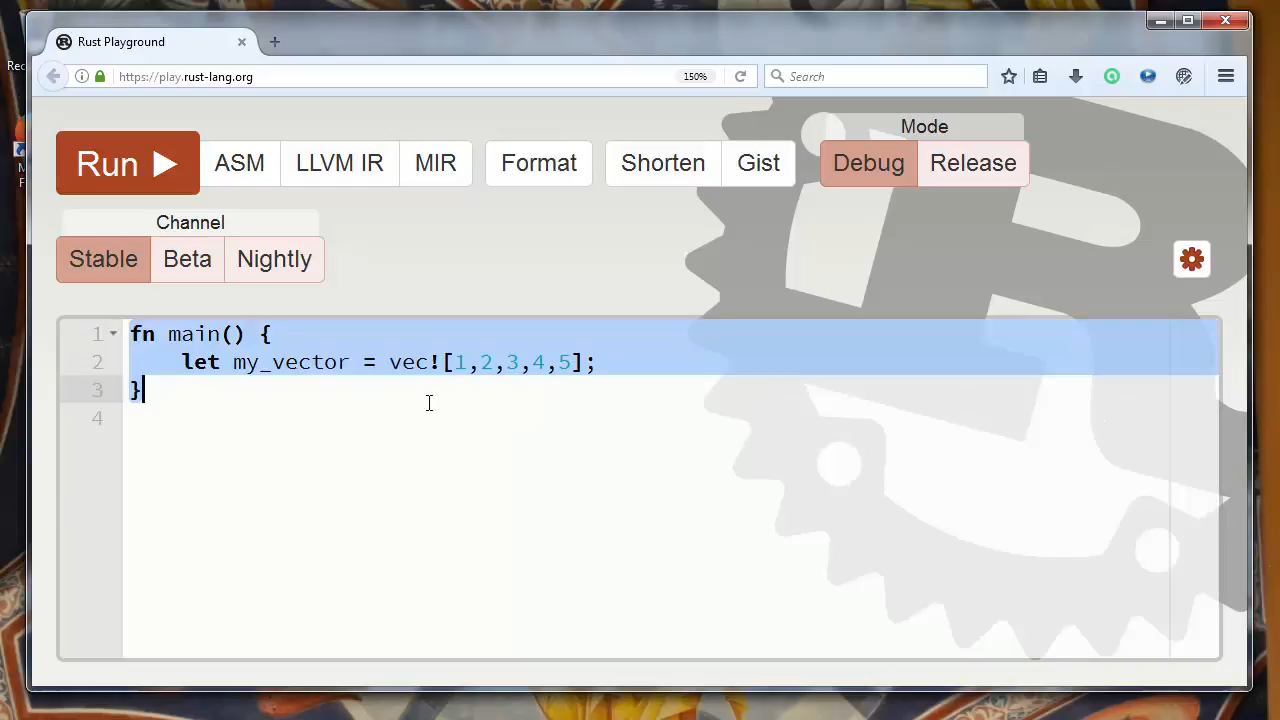 Rec
Rust Playground
https://play.rust-lang.org
150%
Search
Run
ASM
LLVM IR
MIR
Format
Shorten
Gist
Mode
Debug
Release
Channel
Stable
Beta
Nightly
1 fn main() {
2 let my_vector = vec![1,2,3,4,5];
3 }
4
M
F